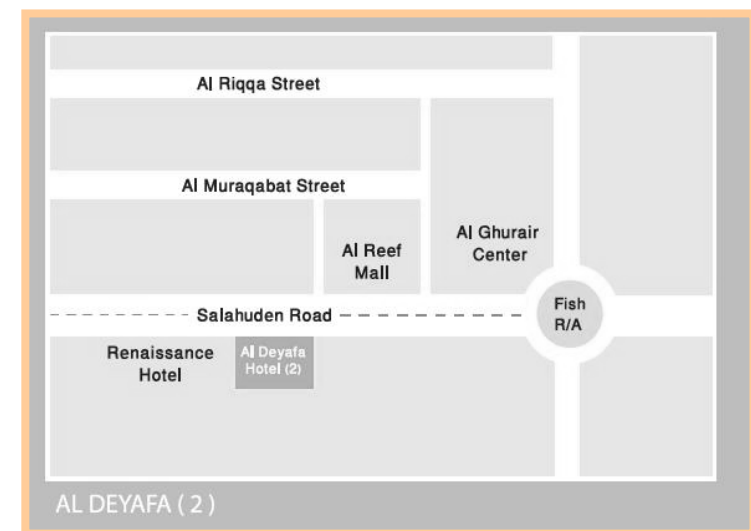 Al Riqqa Street
Al Muraqabat Street
Al Ghurair
Center
Al Reef
Mall
Salahuden Road
Fish
R/A
Renaissance
Hotel
Al Deyafa
Hotel (2)
AL DEYAFA ( 2 )